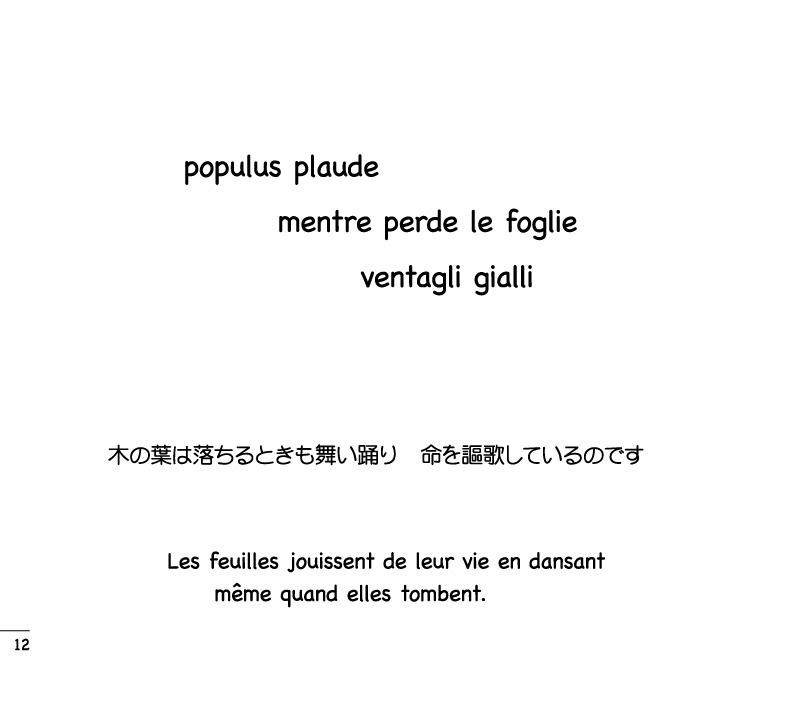 populus plaude
mentre perde le foglie
ventagli gialli
木の葉は落ちるときも舞い踊り　命を謳歌しているのです
Les feuilles jouissent de leur vie en dansant
même quand elles tombent.
12